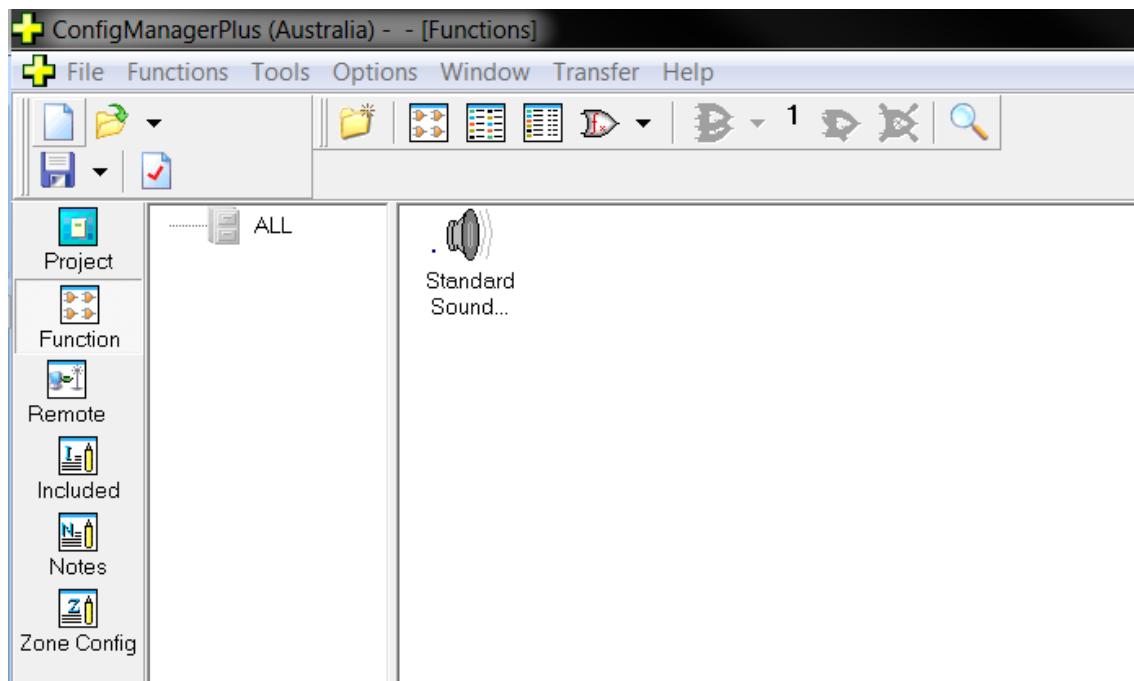 ConfigManagerPlus (Australia) - - [Functions]
File Functions Tools Options Window Transfer Help
1
Project
Function
Remote
Included
Notes
Zone Config
ALL
Standard
Sound...